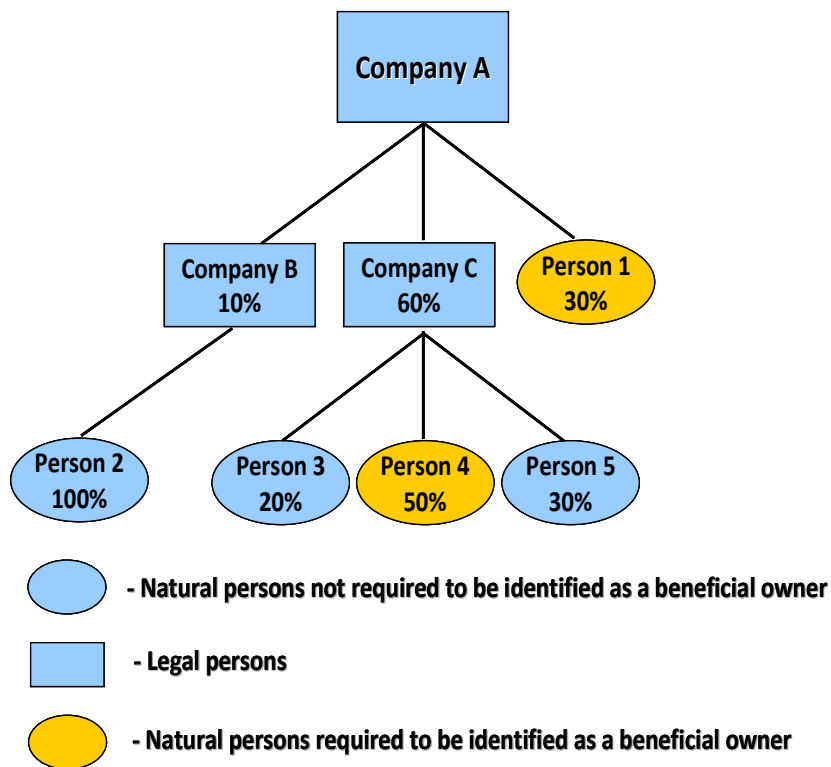 Company A
Company B
10%
Company C
60%
Person 1
30%
Person 2
100%
Person 3
20%
Person 4
50%
Person 5
30%
- Natural persons not required to be identified as a beneficial owner
- Legal persons
- Natural persons required to be identified as a beneficial owner